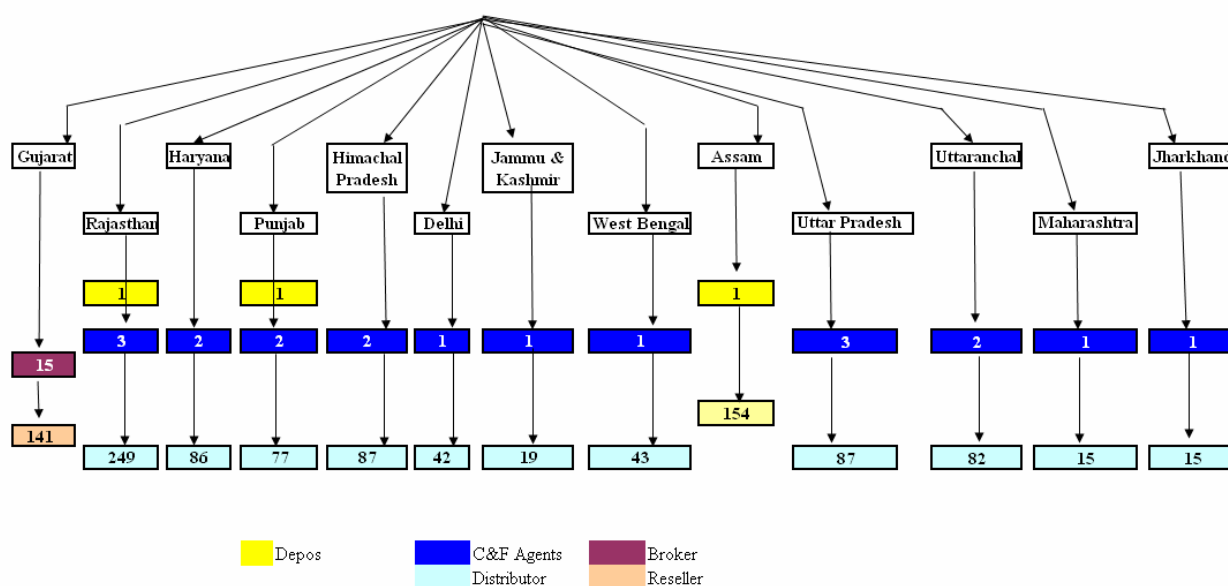 Gujarat
Haryana
Himachal
Pradesh
Jammu &
Kashmir
Assam
Uttaranchal
Jharkhand
Rajasthan
Punjab
Delhi
West Bengal
Uttar Pradesh
Maharashtra
1
1
1
3
2
2
2
1
1
1
3
2
1
1
15
154
141
249
86
77
87
42
19
43
87
82
15
15
Depos
C&F Agents
Broker
Distributor
Reseller